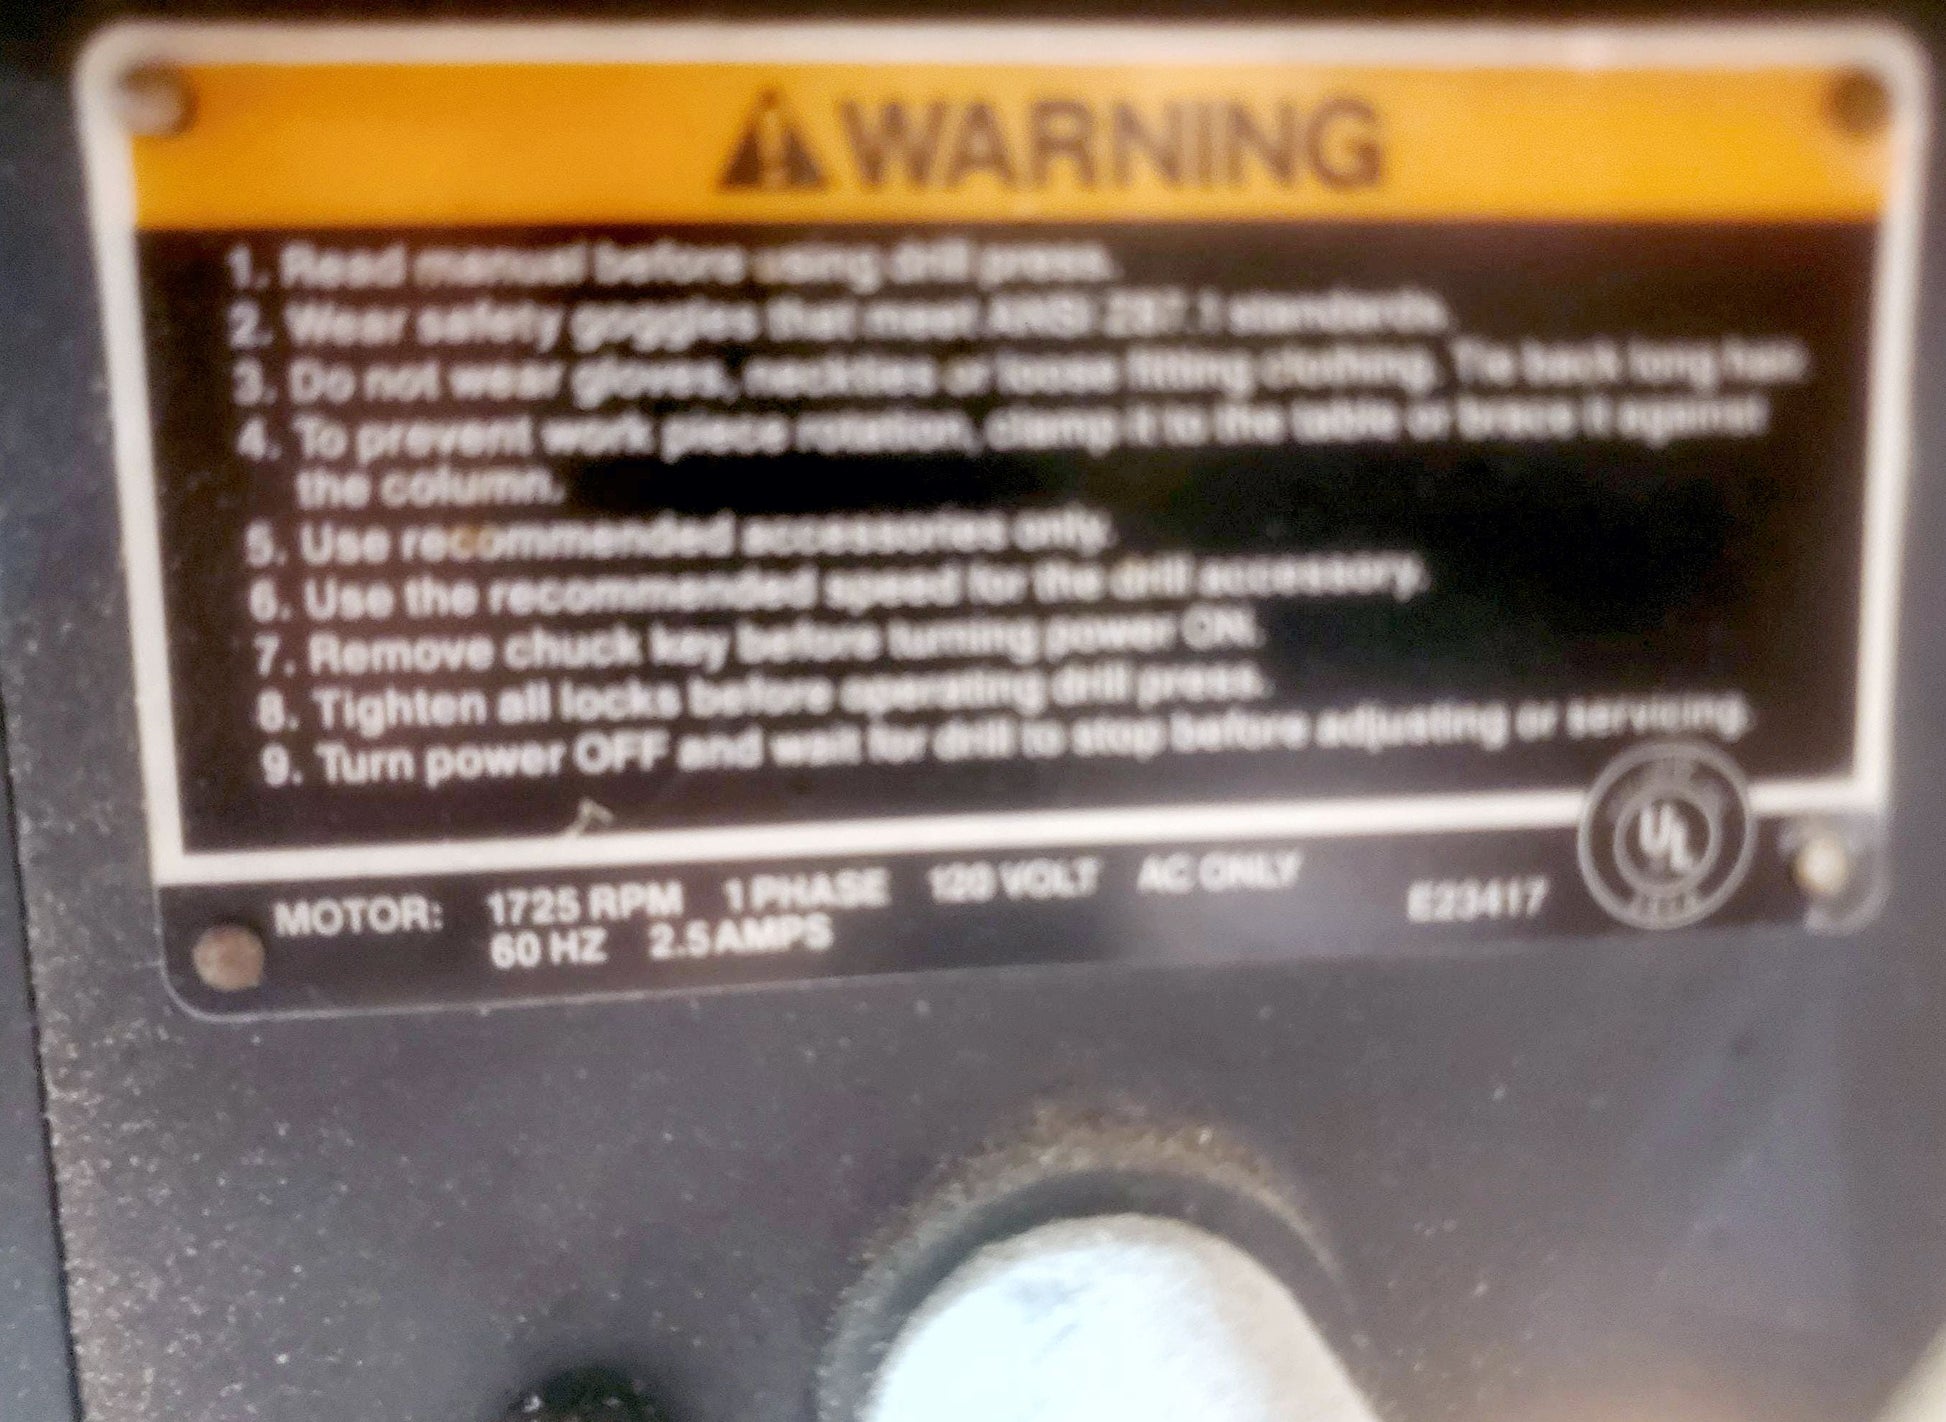 WARNING
1. Read manual before using drill press.
2. Wear safety goggles that meet ANSI Z87.1 standards.
3. Do not wear gloves, neckties or loose fitting clothing. Tie back long hair.
4. To prevent work piece rotation, clamp it to the table or brace it against
the column.
5. Use recommended accessories only.
6. Use the recommended speed for the drill accessory.
7. Remove chuck key before turning power ON.
8. Tighten all locks before operating drill press.
9. Turn power OFF and wait for drill to stop before adjusting or servicing.
UL
MOTOR: 1725 RPM 1 PHASE 120 VOLT AC ONLY E23417
60 HZ 2.5 AMPS